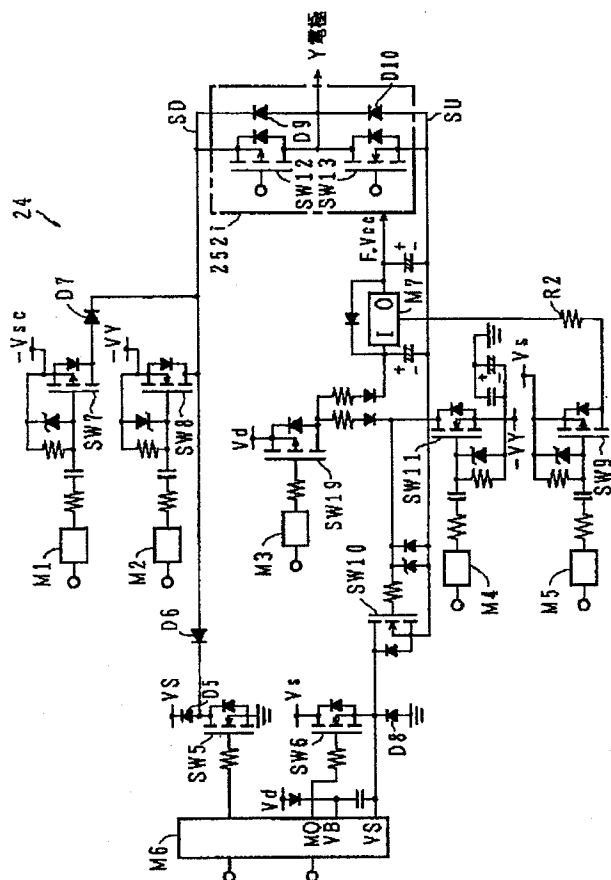 24
M1
-Vsc
D7
SW7
M2
-VY
SW8
D6
SD
VS
D5
SW5
Vd
M3
SW19
2521
SW12
D9
Y 電極
SW13
D10
SU
F.Vcc
I O
M7
M6
MO
VB
VS
Vd
Vs
SW6
D8
SW10
SW11
-VY
M4
Vs
R2
M5
SW9